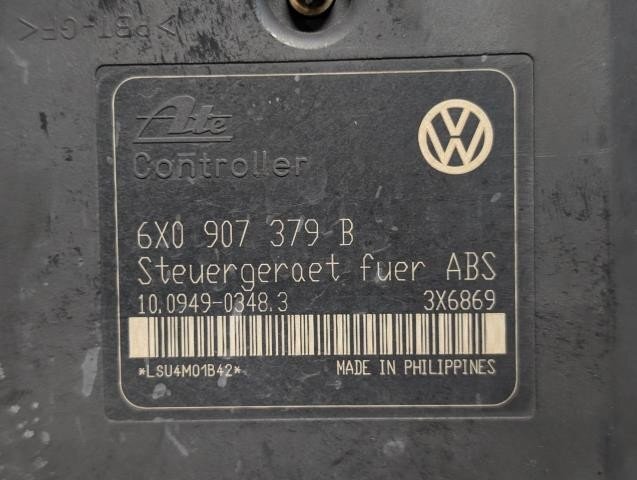 >PBT-GF<
Ate
Controller
6X0 907 379 B
Steuergeraet fuer ABS
10.0949-0348.3 3X6869
*LSU4M01B42* MADE IN PHILIPPINES